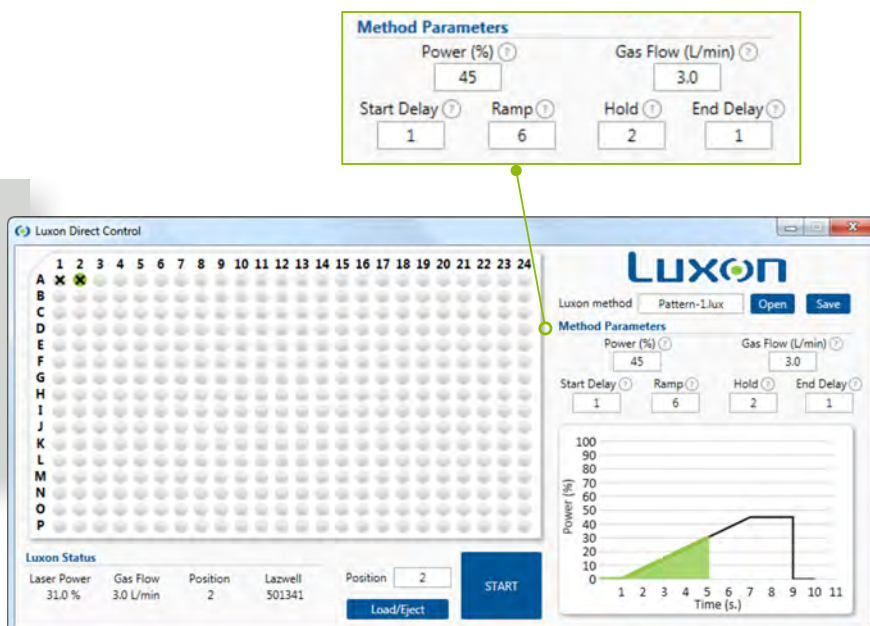 Method Parameters
Power (%) ? Gas Flow (L/min) ?
45 3.0
Start Delay ? Ramp ? Hold ? End Delay ?
1 6 2 1
Luxon Direct Control
1 2 3 4 5 6 7 8 9 10 11 12 13 14 15 16 17 18 19 20 21 22 23 24
A
B
C
D
E
F
G
H
I
J
K
L
M
N
O
P
Luxon
Luxon method Pattern-1.lux Open Save
Method Parameters
Power (%) ? Gas Flow (L/min) ?
45 3.0
Start Delay ? Ramp ? Hold ? End Delay ?
1 6 2 1
Power (%)
100
90
80
70
60
50
40
30
20
10
0
1 2 3 4 5 6 7 8 9 10 11
Time (s.)
Luxon Status
Laser Power Gas Flow Position Lazwell
31.0 % 3.0 L/min 2 501341
Position 2
Load/Eject
START